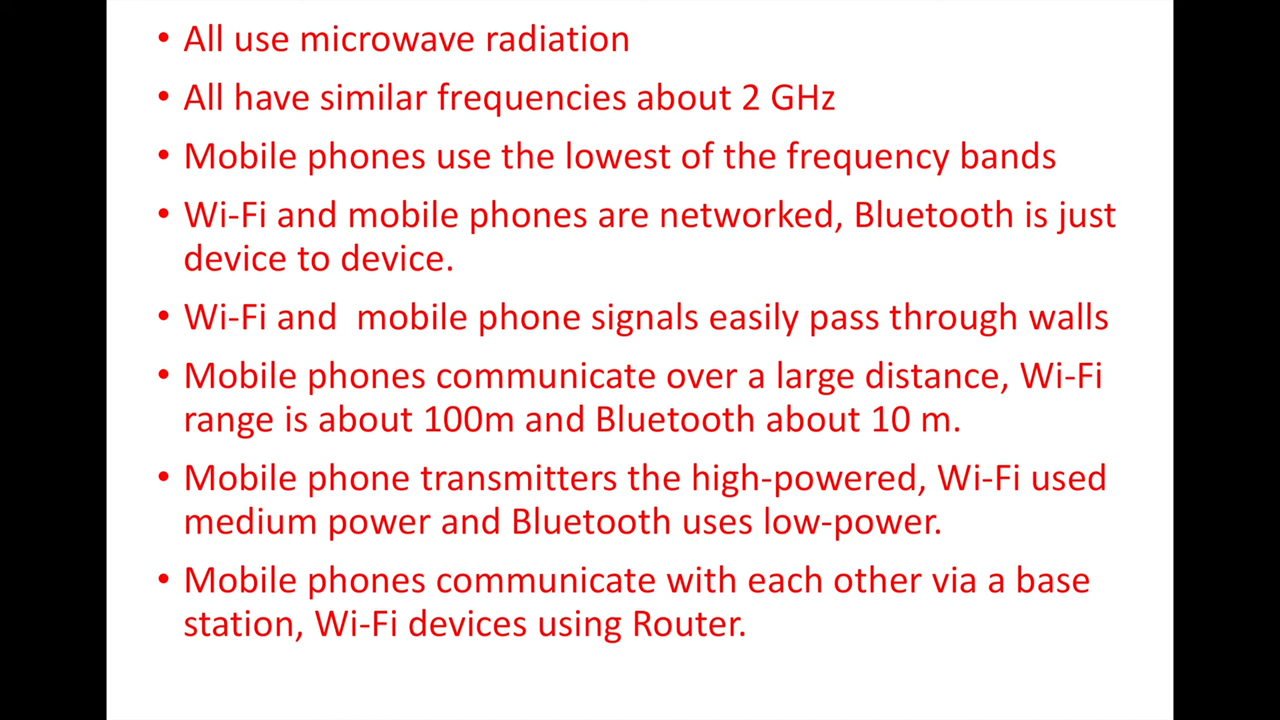 • All use microwave radiation
• All have similar frequencies about 2 GHz
• Mobile phones use the lowest of the frequency bands
• Wi-Fi and mobile phones are networked, Bluetooth is just
device to device.
• Wi-Fi and  mobile phone signals easily pass through walls
• Mobile phones communicate over a large distance, Wi-Fi
range is about 100m and Bluetooth about 10 m.
• Mobile phone transmitters the high-powered, Wi-Fi used
medium power and Bluetooth uses low-power.
• Mobile phones communicate with each other via a base
station, Wi-Fi devices using Router.